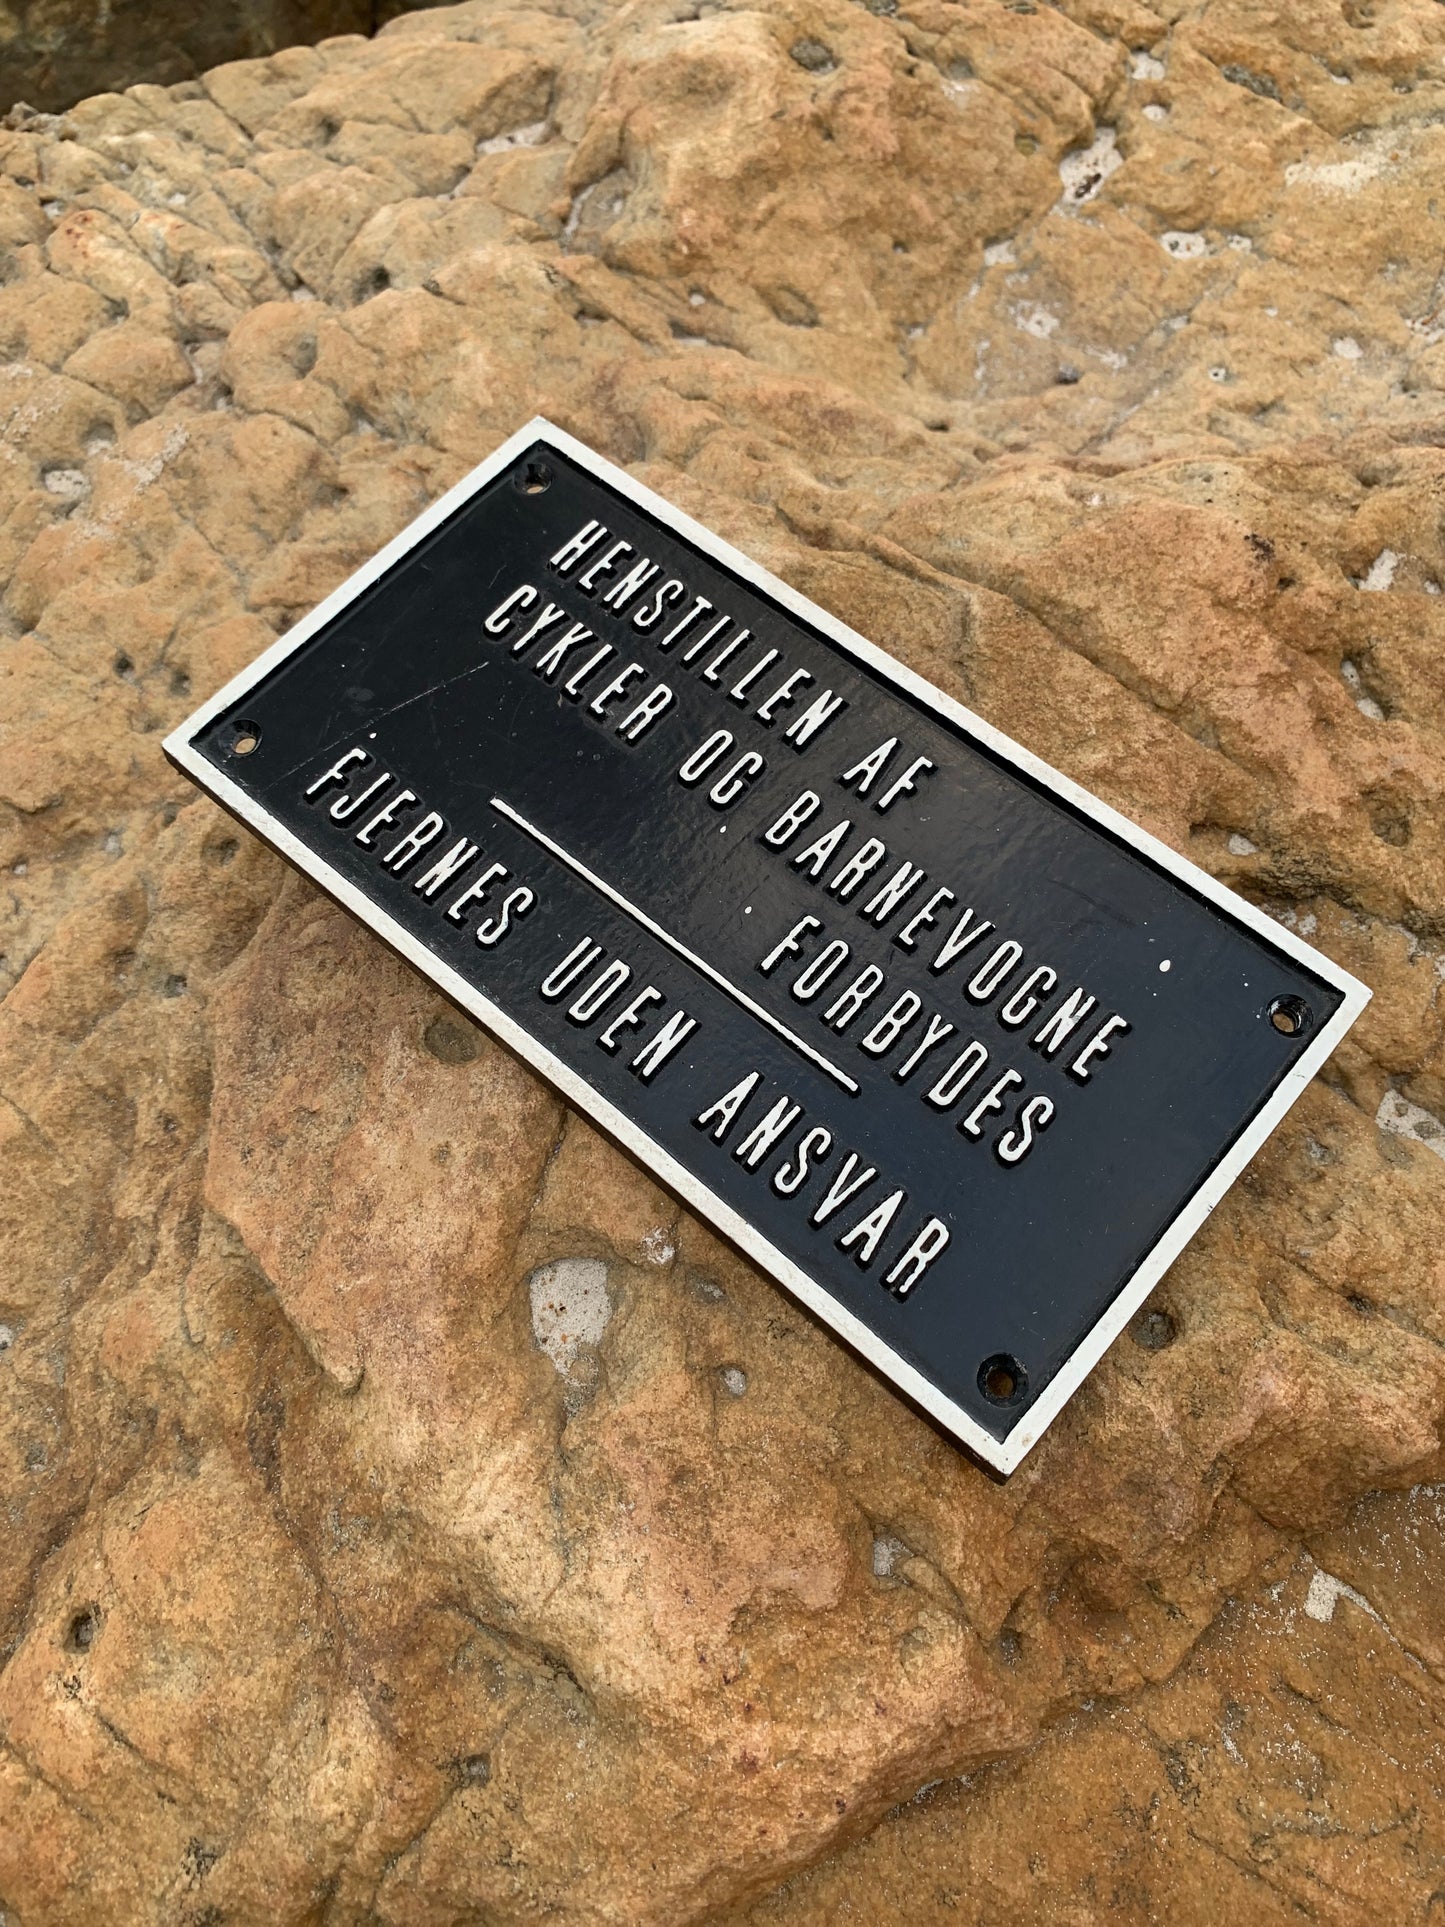 HENSTILLEN AF
CYKLER OG BARNEVOGNE
FORBYDES
FJERNES UDEN ANSVAR